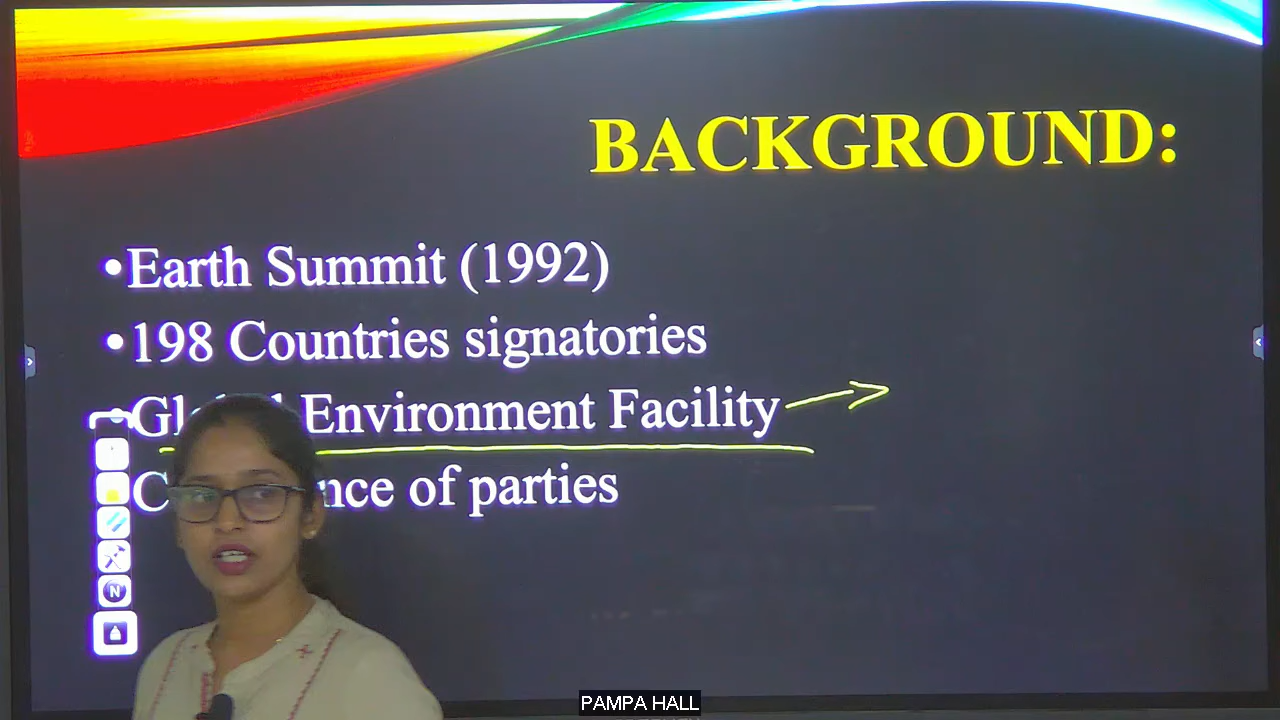 BACKGROUND:
•Earth Summit (1992)
•198 Countries signatories
Environment Facility
of parties
N
PAMPA HALL